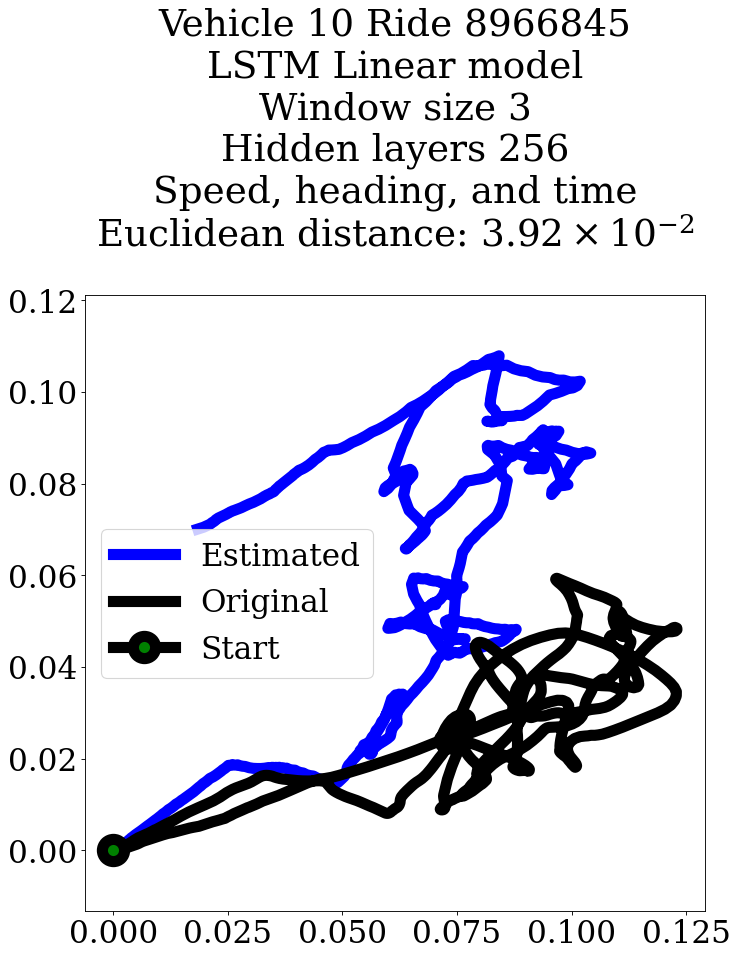 Vehicle 10 Ride 8966845
LSTM Linear model
Window size 3
Hidden layers 256
Speed, heading, and time
Euclidean distance: 3.92 × 10⁻²
0.12
0.10
0.08
0.06
0.04
0.02
0.00
Estimated
Original
Start
0.000 0.025 0.050 0.075 0.100 0.125